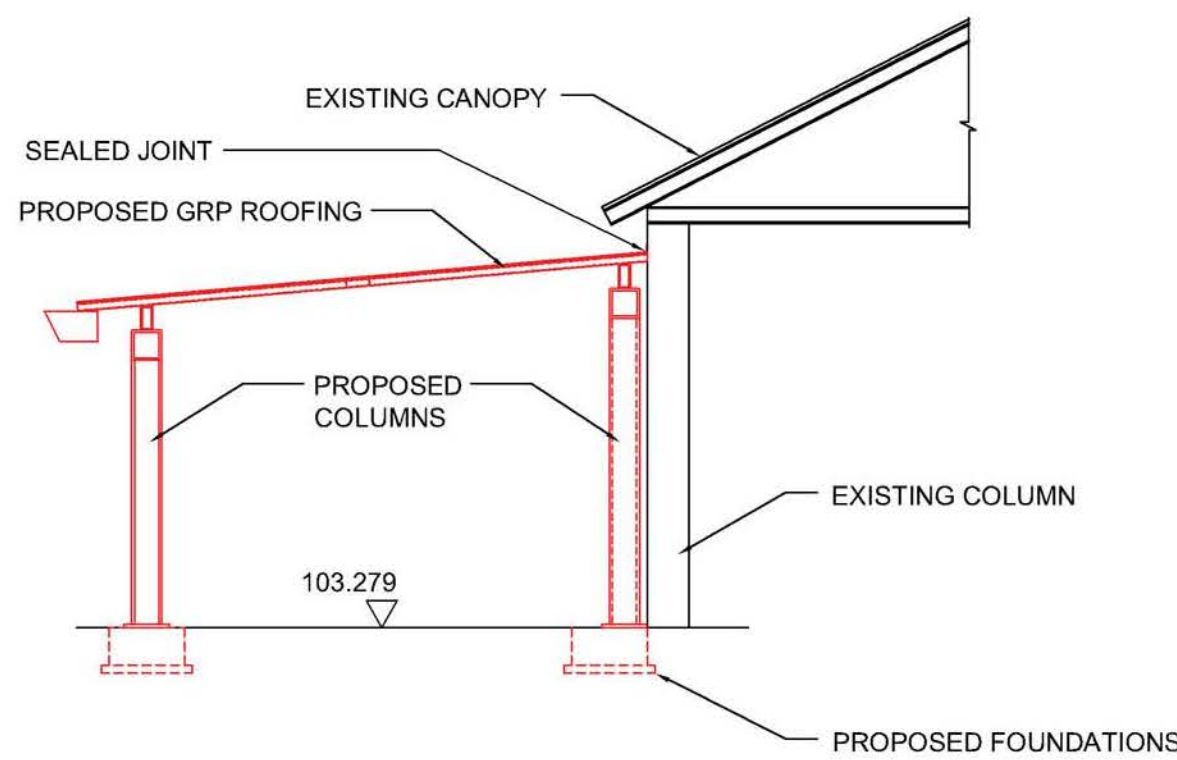 EXISTING CANOPY
SEALED JOINT
PROPOSED GRP ROOFING
PROPOSED
COLUMNS
EXISTING COLUMN
103.279
PROPOSED FOUNDATIONS